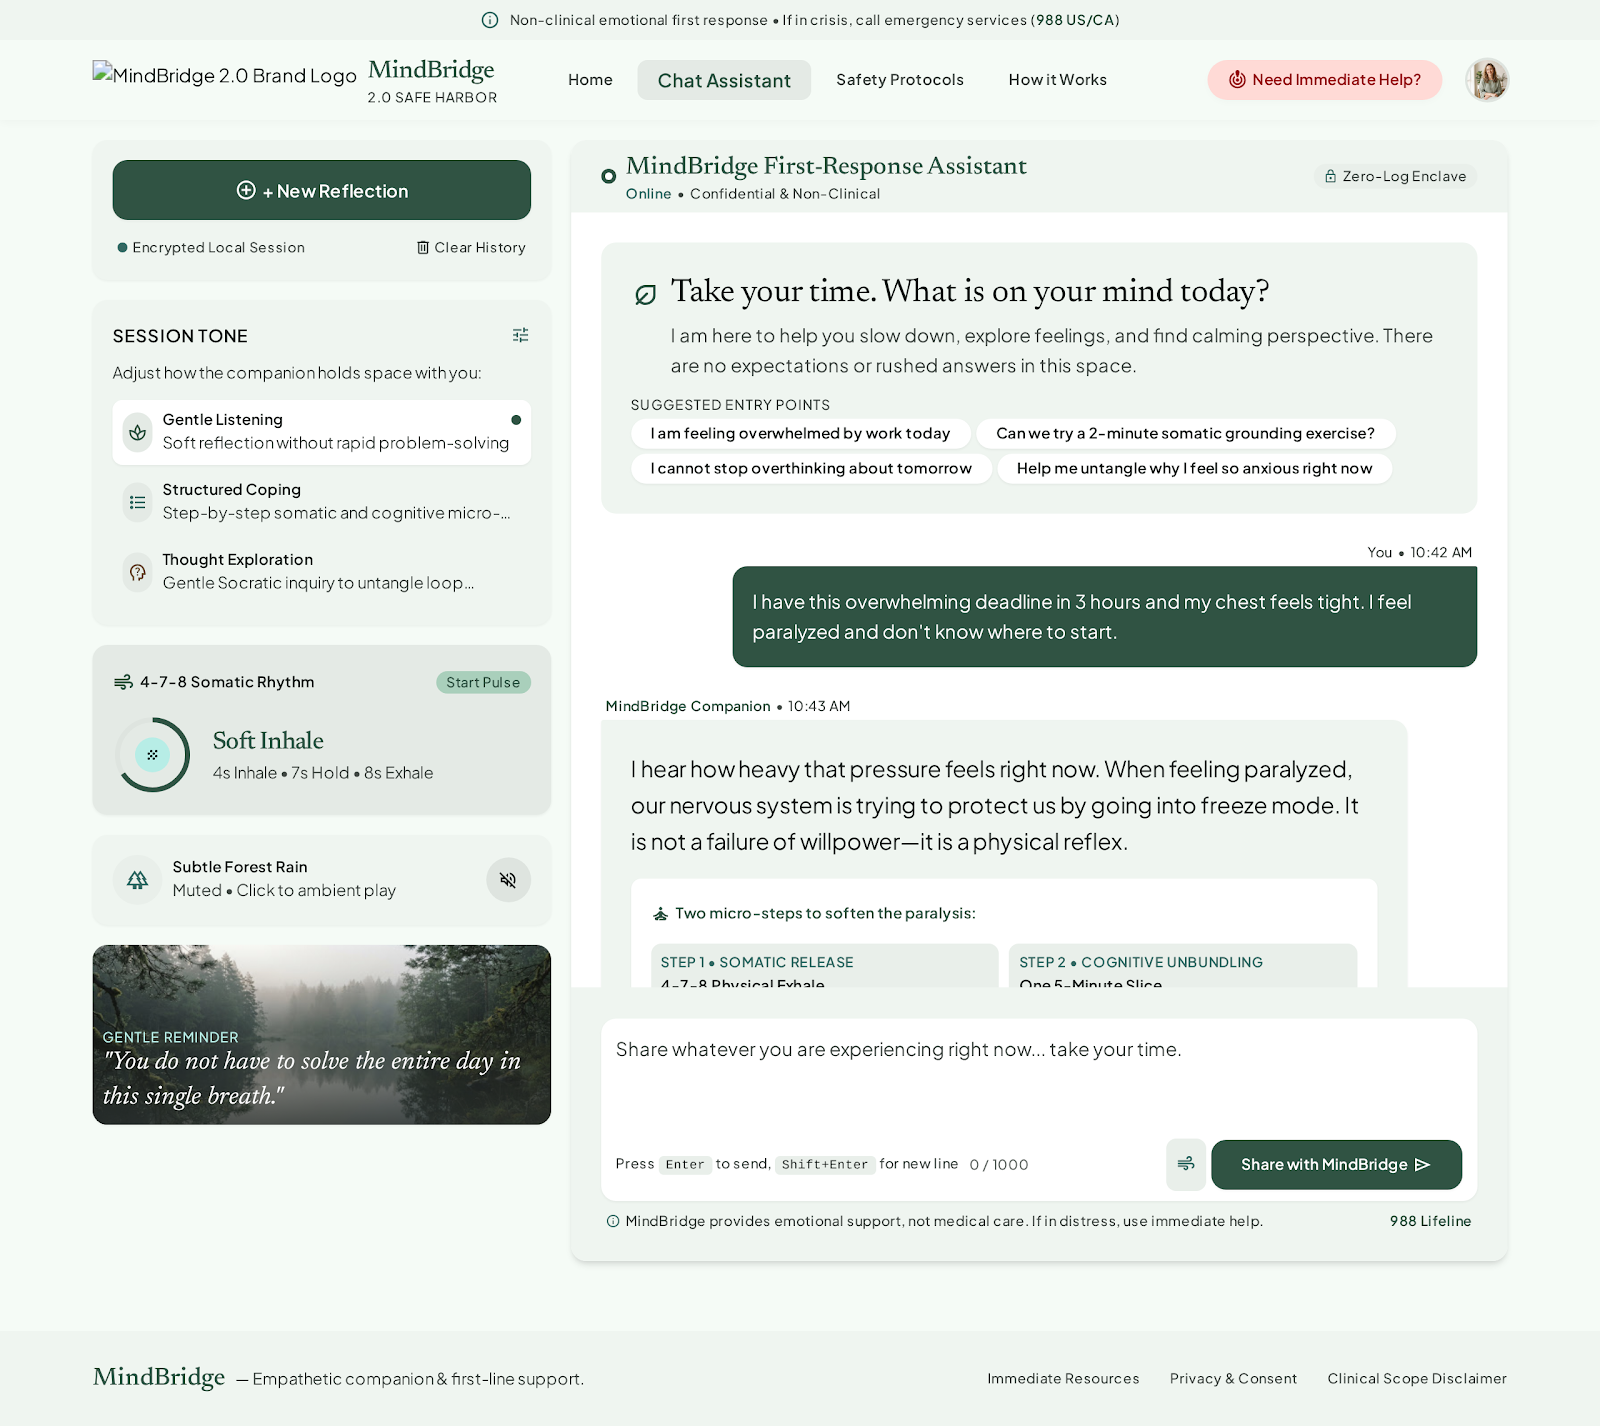 Non-clinical emotional first response • If in crisis, call emergency services (988 US/CA)
MindBridge 2.0 Brand Logo
MindBridge
2.0 SAFE HARBOR
Home
Chat Assistant
Safety Protocols
How it Works
Need Immediate Help?
+ New Reflection
Encrypted Local Session
Clear History
SESSION TONE
Adjust how the companion holds space with you:
Gentle Listening
Soft reflection without rapid problem-solving
Structured Coping
Step-by-step somatic and cognitive micro-...
Thought Exploration
Gentle Socratic inquiry to untangle loop...
4-7-8 Somatic Rhythm
Start Pulse
Soft Inhale
4s Inhale • 7s Hold • 8s Exhale
Subtle Forest Rain
Muted • Click to ambient play
GENTLE REMINDER
"You do not have to solve the entire day in
this single breath."
MindBridge First-Response Assistant
Online • Confidential & Non-Clinical
Zero-Log Enclave
Take your time. What is on your mind today?
I am here to help you slow down, explore feelings, and find calming perspective. There
are no expectations or rushed answers in this space.
SUGGESTED ENTRY POINTS
I am feeling overwhelmed by work today
Can we try a 2-minute somatic grounding exercise?
I cannot stop overthinking about tomorrow
Help me untangle why I feel so anxious right now
You • 10:42 AM
I have this overwhelming deadline in 3 hours and my chest feels tight. I feel
paralyzed and don't know where to start.
MindBridge Companion • 10:43 AM
I hear how heavy that pressure feels right now. When feeling paralyzed,
our nervous system is trying to protect us by going into freeze mode. It
is not a failure of willpower—it is a physical reflex.
Two micro-steps to soften the paralysis:
STEP 1 • SOMATIC RELEASE
4-7-8 Physical Exhale
STEP 2 • COGNITIVE UNBUNDLING
One 5-Minute Slice
Share whatever you are experiencing right now... take your time.
Press Enter to send, Shift+Enter for new line 0 / 1000
Share with MindBridge
MindBridge provides emotional support, not medical care. If in distress, use immediate help.
988 Lifeline
MindBridge — Empathetic companion & first-line support.
Immediate Resources
Privacy & Consent
Clinical Scope Disclaimer